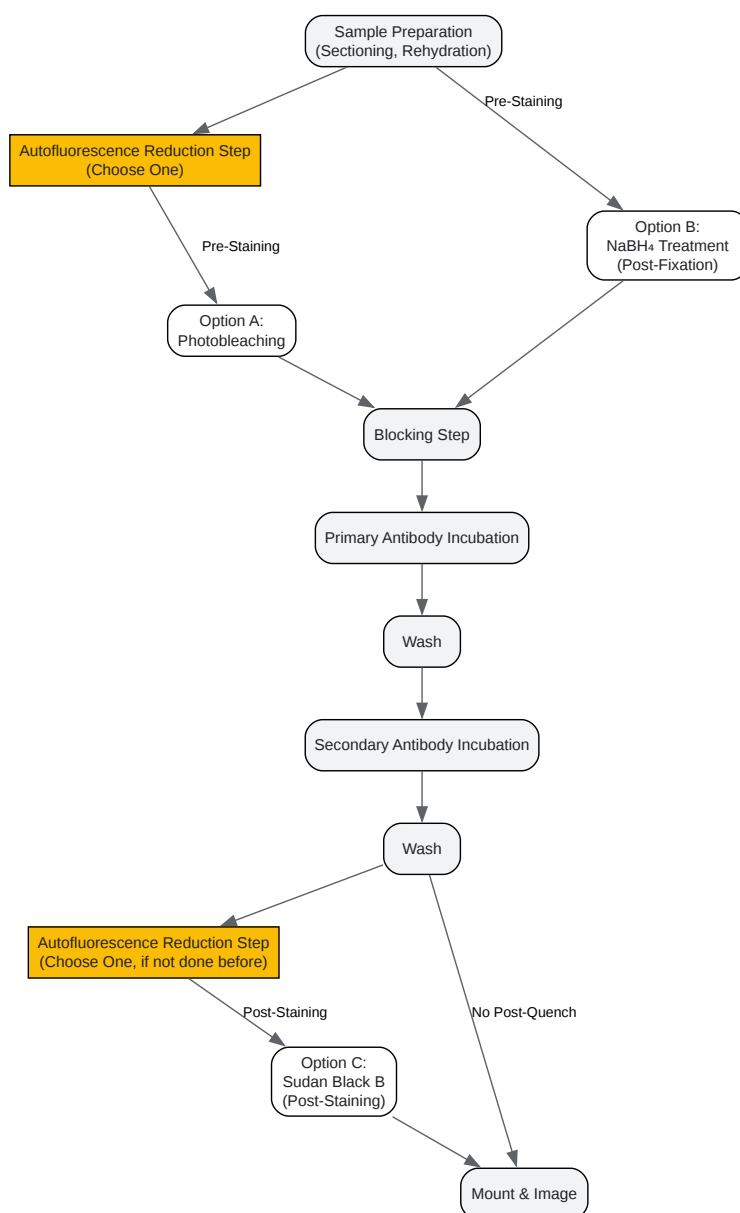 Sample Preparation
(Sectioning, Rehydration)
Pre-Staining
Autofluorescence Reduction Step
(Choose One)
Option B:
NaBH₄ Treatment
(Post-Fixation)
Pre-Staining
Option A:
Photobleaching
Blocking Step
Primary Antibody Incubation
Wash
Secondary Antibody Incubation
Wash
Autofluorescence Reduction Step
(Choose One, if not done before)
Post-Staining
No Post-Quench
Option C:
Sudan Black B
(Post-Staining)
Mount & Image